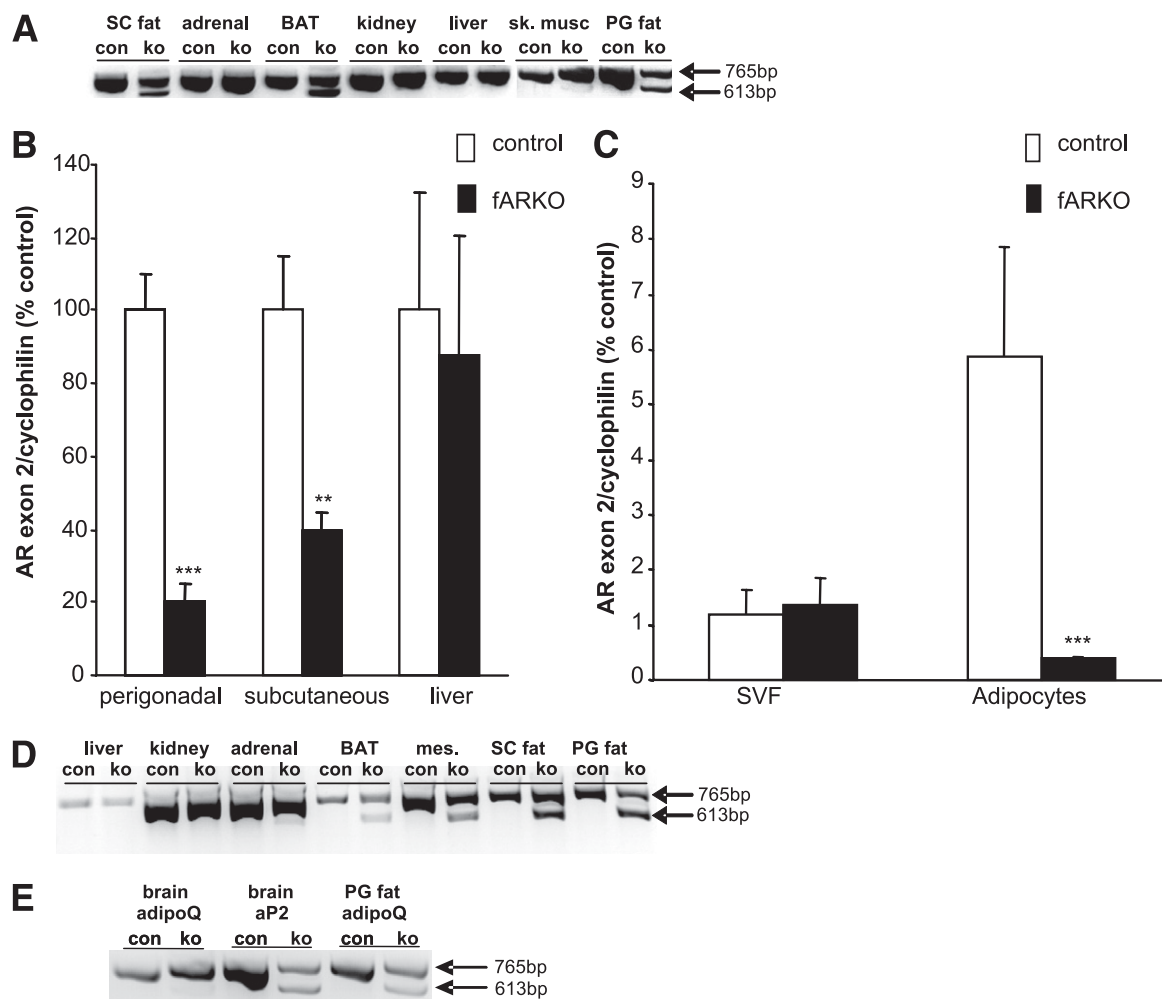 A
SC fat adrenal BAT kidney liver sk. musc PG fat
con ko con ko con ko con ko con ko con ko con ko
765bp
613bp
B
control
fARKO
AR exon 2/cyclophilin (% control)
140
120
100
80
60
40
20
0
***
**
perigonadal subcutaneous liver
C
control
fARKO
AR exon 2/cyclophilin (% control)
9
8
7
6
5
4
3
2
1
0
***
SVF Adipocytes
D
liver kidney adrenal BAT mes. SC fat PG fat
con ko con ko con ko con ko con ko con ko con ko
765bp
613bp
E
brain brain PG fat
adipoQ aP2 adipoQ
con ko con ko con ko
765bp
613bp